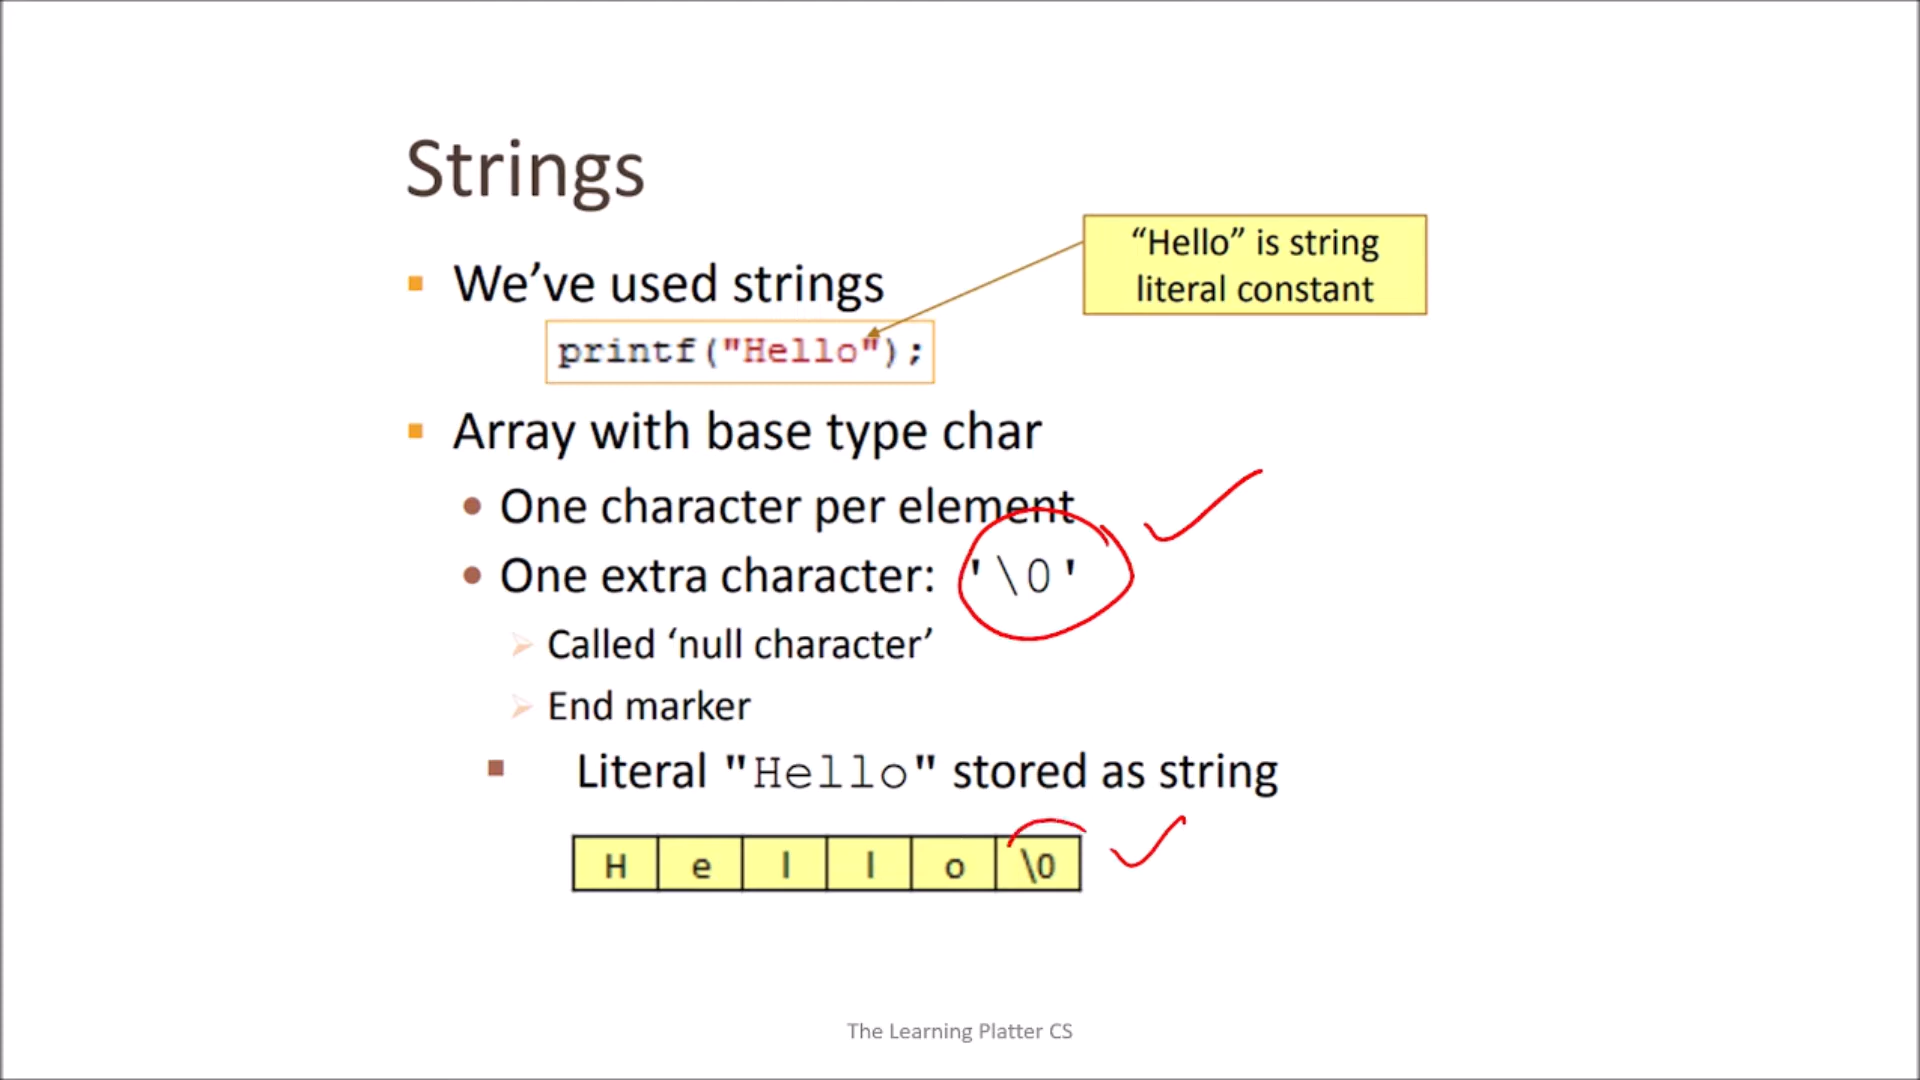 Strings
We've used strings
“Hello” is string
literal constant
printf("Hello");
Array with base type char
One character per element
One extra character: '\0'
Called ‘null character’
End marker
Literal "Hello" stored as string
H e l l o \0
The Learning Platter CS